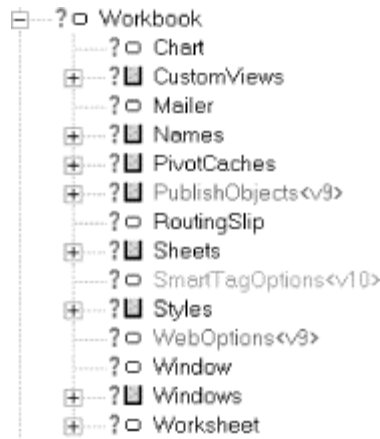 ? Workbook
? Chart
? CustomViews
? Mailer
? Names
? PivotCaches
? PublishObjects<v9>
? RoutingSlip
? Sheets
? SmartTagOptions<v10>
? Styles
? WebOptions<v9>
? Window
? Windows
? Worksheet